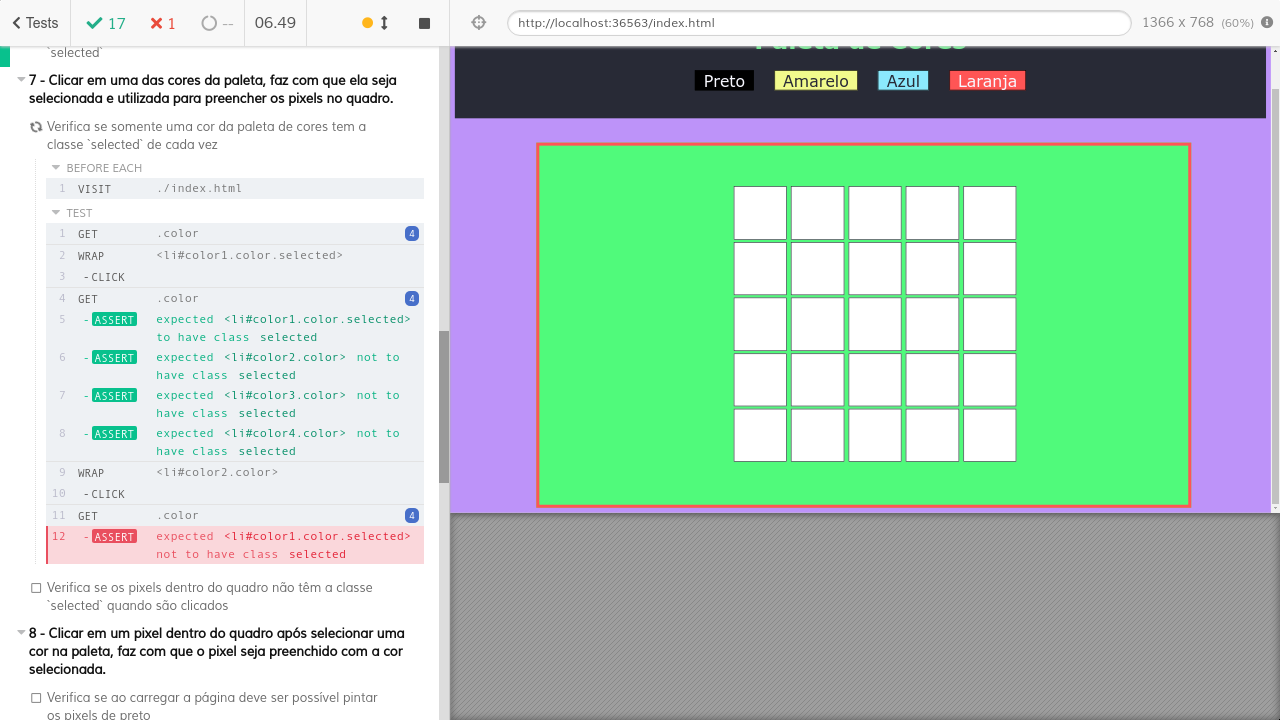 Tests
17
1
--
06.49
http://localhost:36563/index.html
1366 x 768 (60%)
`selected`
7 - Clicar em uma das cores da paleta, faz com que ela seja
selecionada e utilizada para preencher os pixels no quadro.
Verifica se somente uma cor da paleta de cores tem a
classe `selected` de cada vez
BEFORE EACH
1 VISIT ./index.html
TEST
1 GET .color 4
2 WRAP <li#color1.color.selected>
3 -CLICK
4 GET .color 4
5 -ASSERT expected <li#color1.color.selected>
to have class selected
6 -ASSERT expected <li#color2.color> not to
have class selected
7 -ASSERT expected <li#color3.color> not to
have class selected
8 -ASSERT expected <li#color4.color> not to
have class selected
9 WRAP <li#color2.color>
10 -CLICK
11 GET .color 4
12 -ASSERT expected <li#color1.color.selected>
not to have class selected
Verifica se os pixels dentro do quadro não têm a classe
`selected` quando são clicados
8 - Clicar em um pixel dentro do quadro após selecionar uma
cor na paleta, faz com que o pixel seja preenchido com a cor
selecionada.
Verifica se ao carregar a página deve ser possível pintar
os pixels de preto
Paleta de Cores
Preto Amarelo Azul Laranja